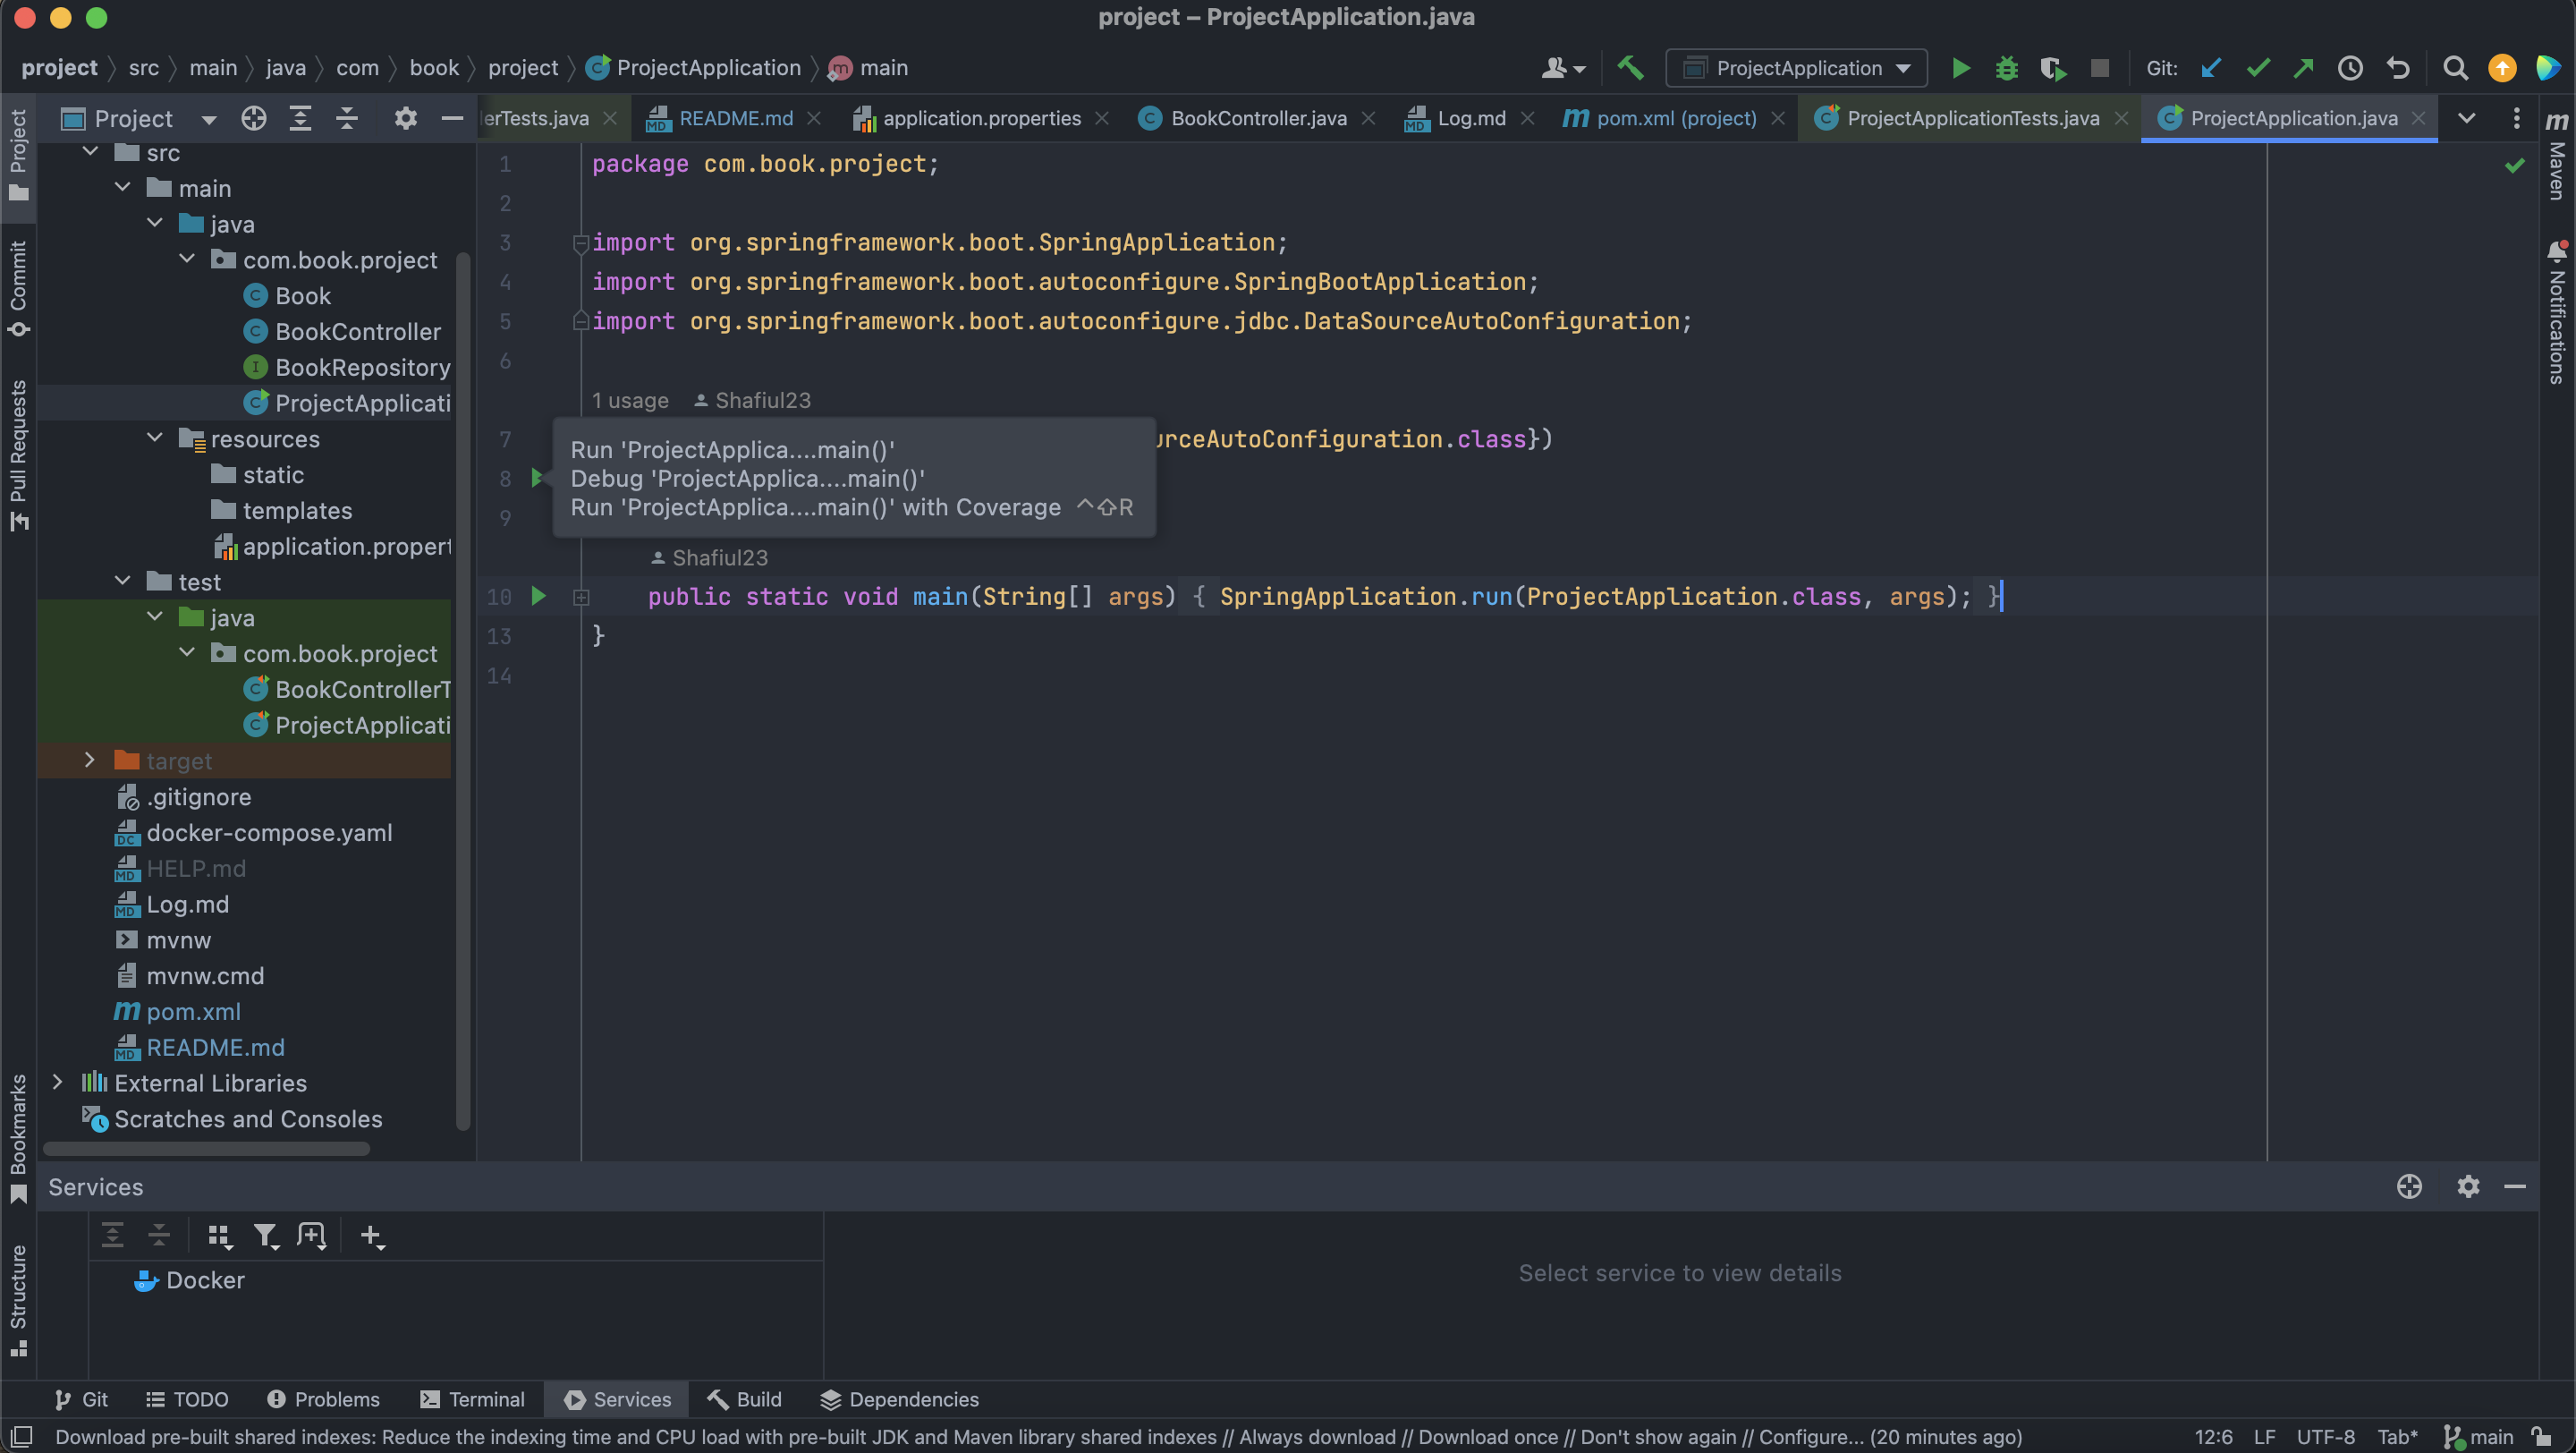 project – ProjectApplication.java
project src main java com book project ProjectApplication m main
ProjectApplication
Git:
Project
lerTests.java
README.md
application.properties
BookController.java
Log.md
pom.xml (project)
ProjectApplicationTests.java
ProjectApplication.java
Project
Commit
Pull Requests
Bookmarks
Structure
src
main
java
com.book.project
Book
BookController
BookRepository
ProjectApplicati
resources
static
templates
application.propert
test
java
com.book.project
BookControllerT
ProjectApplicati
target
.gitignore
docker-compose.yaml
HELP.md
Log.md
mvnw
mvnw.cmd
pom.xml
README.md
External Libraries
Scratches and Consoles
1 package com.book.project;
2
3 import org.springframework.boot.SpringApplication;
4 import org.springframework.boot.autoconfigure.SpringBootApplication;
5 import org.springframework.boot.autoconfigure.jdbc.DataSourceAutoConfiguration;
6
1 usage Shafiul23
7 urceAutoConfiguration.class})
8
9
Run 'ProjectApplica....main()'
Debug 'ProjectApplica....main()'
Run 'ProjectApplica....main()' with Coverage ^⇧R
Shafiul23
10 public static void main(String[] args) { SpringApplication.run(ProjectApplication.class, args); }
13 }
14
m
Maven
Notifications
Services
Docker
Select service to view details
Git
TODO
Problems
Terminal
Services
Build
Dependencies
Download pre-built shared indexes: Reduce the indexing time and CPU load with pre-built JDK and Maven library shared indexes // Always download // Download once // Don't show again // Configure... (20 minutes ago)
12:6 LF UTF-8 Tab* main